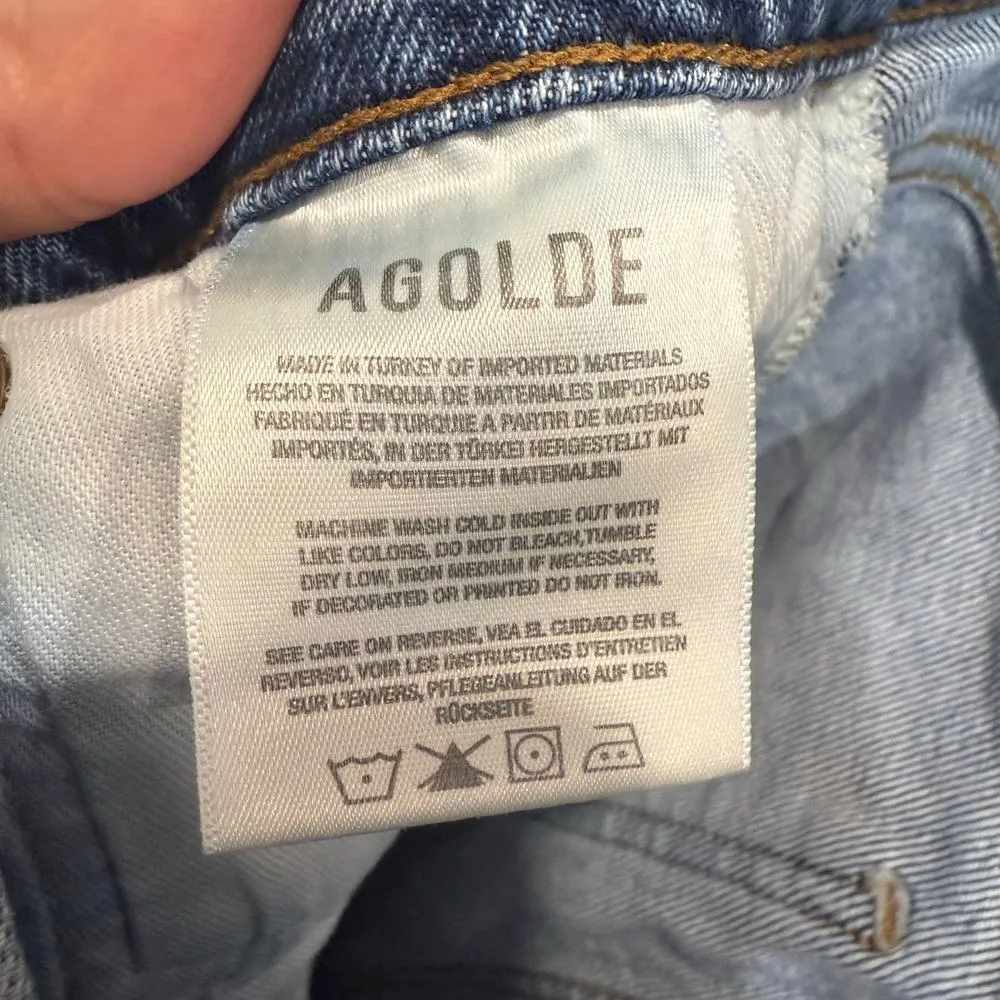 AGOLDE
MADE IN TURKEY OF IMPORTED MATERIALS
HECHO EN TURQUIA DE MATERIALES IMPORTADOS
FABRIQUÉ EN TURQUIE A PARTIR DE MATÉRIAUX
IMPORTÉS, IN DER TÜRKEI HERGESTELLT MIT
IMPORTIERTEN MATERIALIEN
MACHINE WASH COLD INSIDE OUT WITH
LIKE COLORS, DO NOT BLEACH, TUMBLE
DRY LOW, IRON MEDIUM IF NECESSARY,
IF DECORATED OR PRINTED DO NOT IRON.
SEE CARE ON REVERSE, VEA EL CUIDADO EN EL
REVERSO, VOIR LES INSTRUCTIONS D'ENTRETIEN
SUR L'ENVERS, PFLEGEANLEITUNG AUF DER
RÜCKSEITE